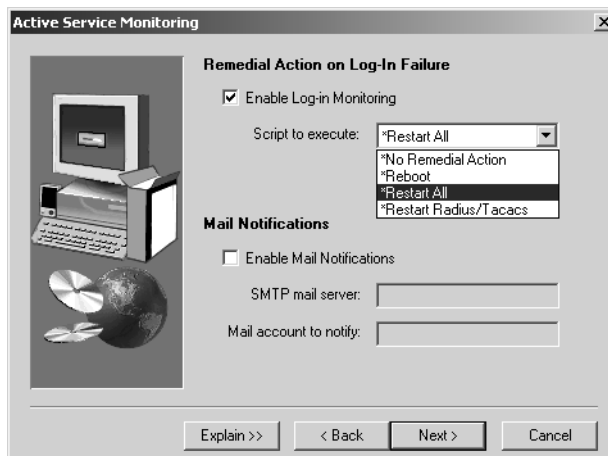 Active Service Monitoring
Remedial Action on Log-In Failure
Enable Log-in Monitoring
Script to execute: *Restart All
*No Remedial Action
*Reboot
*Restart All
*Restart Radius/Tacacs
Mail Notifications
Enable Mail Notifications
SMTP mail server:
Mail account to notify:
Explain >> < Back Next > Cancel